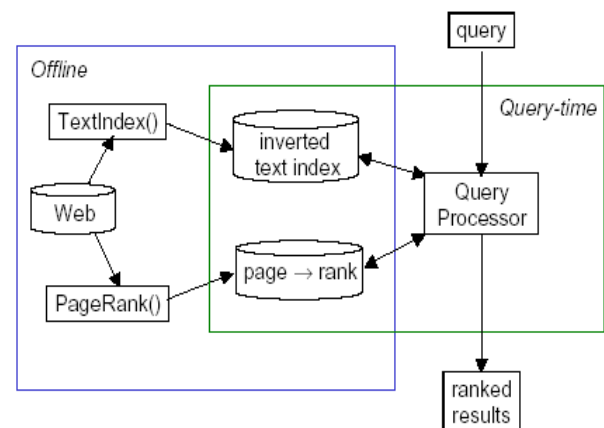 query
Offline
Query-time
TextIndex()
inverted
text index
Web
Query
Processor
page → rank
PageRank()
ranked
results